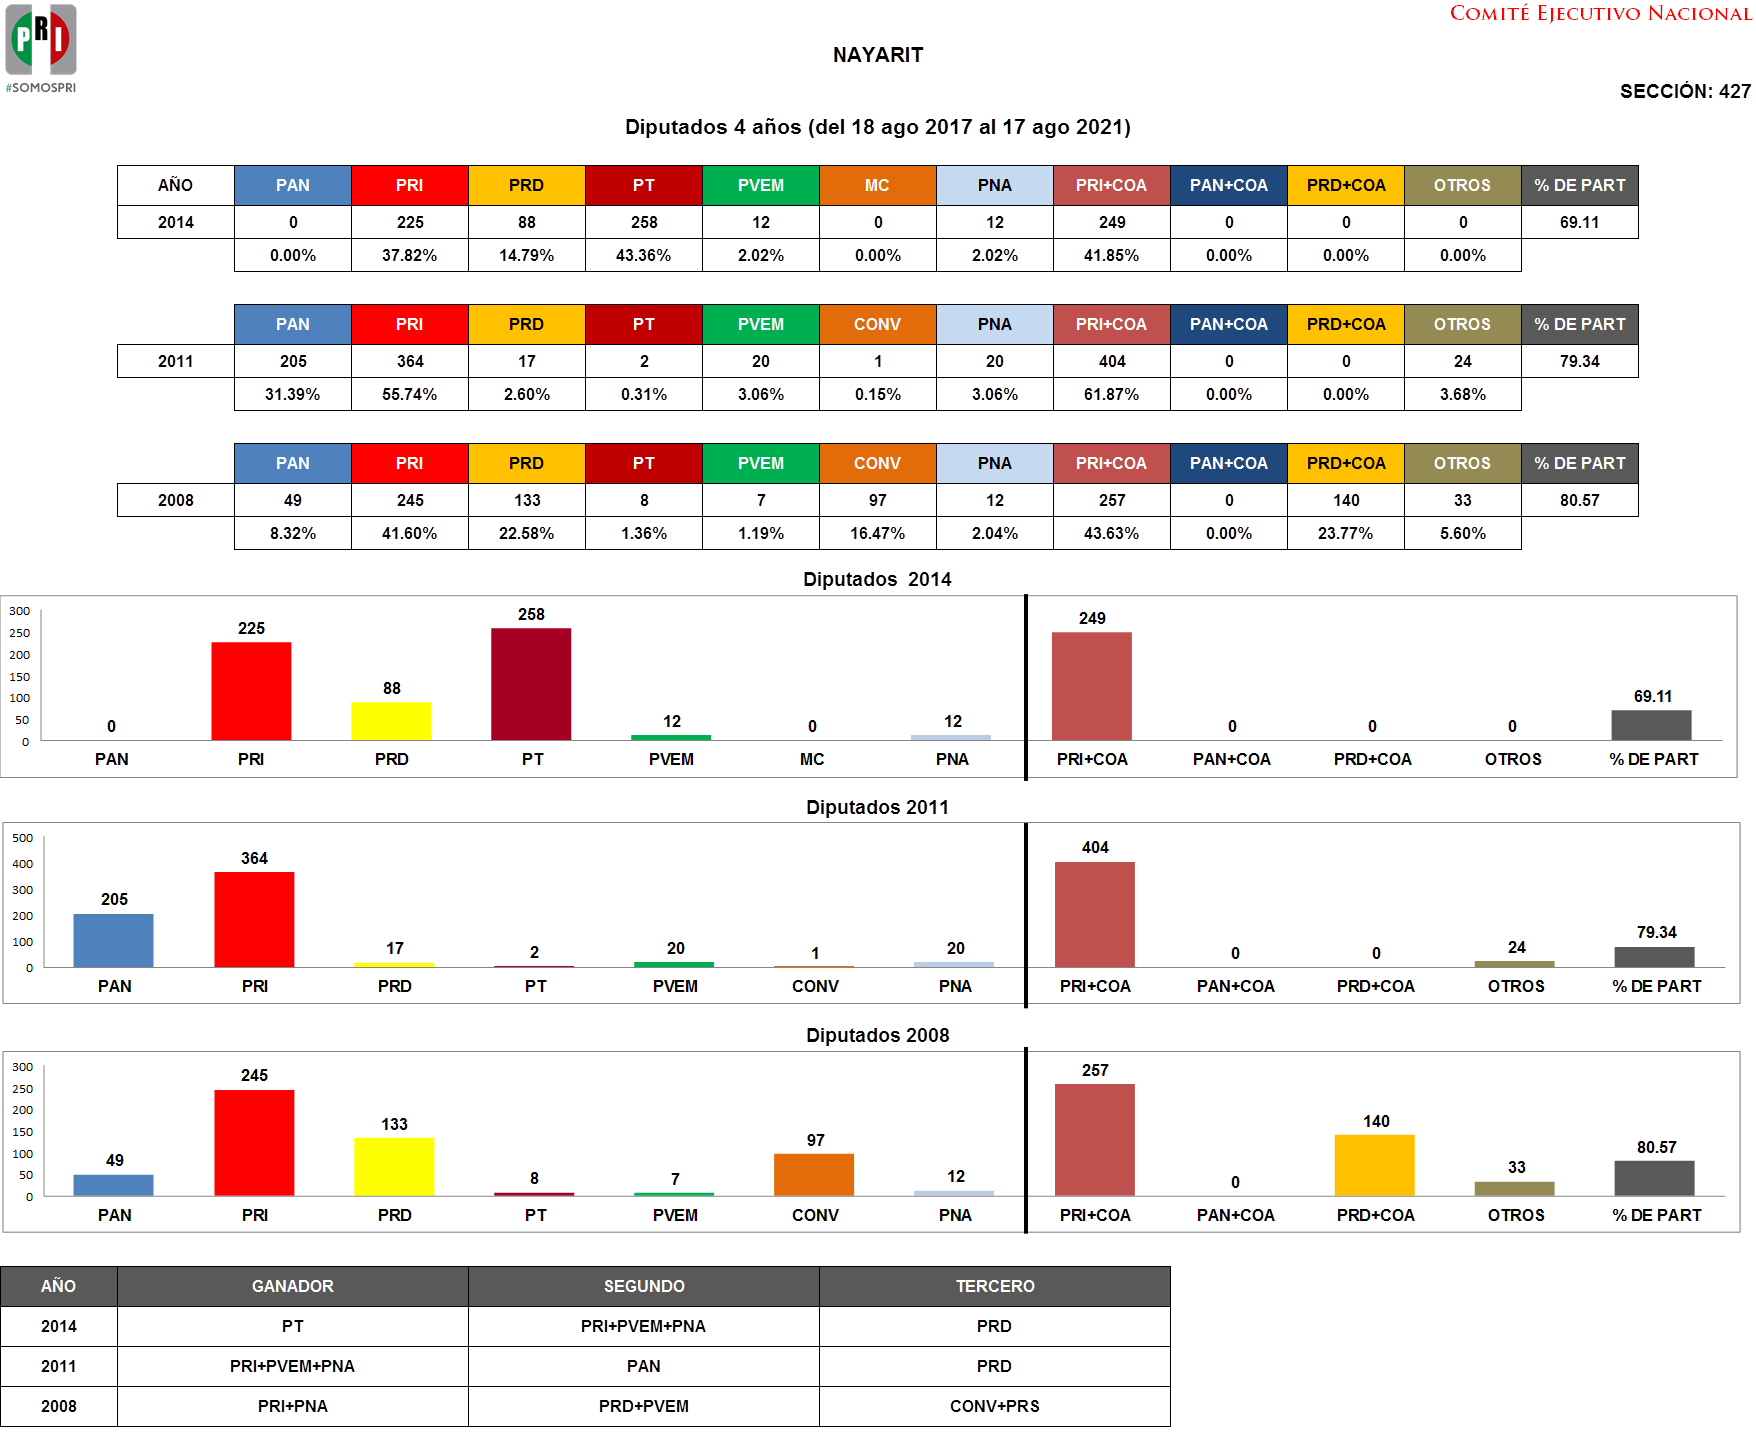 COMITÉ EJECUTIVO NACIONAL
PRI
#SOMOSPRI
NAYARIT
SECCIÓN: 427
Diputados 4 años (del 18 ago 2017 al 17 ago 2021)
AÑO PAN PRI PRD PT PVEM MC PNA PRI+COA PAN+COA PRD+COA OTROS % DE PART
2014 0 225 88 258 12 0 12 249 0 0 0 69.11
0.00% 37.82% 14.79% 43.36% 2.02% 0.00% 2.02% 41.85% 0.00% 0.00% 0.00%
PAN PRI PRD PT PVEM CONV PNA PRI+COA PAN+COA PRD+COA OTROS % DE PART
2011 205 364 17 2 20 1 20 404 0 0 24 79.34
31.39% 55.74% 2.60% 0.31% 3.06% 0.15% 3.06% 61.87% 0.00% 0.00% 3.68%
PAN PRI PRD PT PVEM CONV PNA PRI+COA PAN+COA PRD+COA OTROS % DE PART
2008 49 245 133 8 7 97 12 257 0 140 33 80.57
8.32% 41.60% 22.58% 1.36% 1.19% 16.47% 2.04% 43.63% 0.00% 23.77% 5.60%
Diputados 2014
300
250
200
150
100
50
0
0 225 88 258 12 0 12 249 0 0 0 69.11
PAN PRI PRD PT PVEM MC PNA PRI+COA PAN+COA PRD+COA OTROS % DE PART
Diputados 2011
500
400
300
200
100
0
205 364 17 2 20 1 20 404 0 0 24 79.34
PAN PRI PRD PT PVEM CONV PNA PRI+COA PAN+COA PRD+COA OTROS % DE PART
Diputados 2008
300
250
200
150
100
50
0
49 245 133 8 7 97 12 257 0 140 33 80.57
PAN PRI PRD PT PVEM CONV PNA PRI+COA PAN+COA PRD+COA OTROS % DE PART
AÑO GANADOR SEGUNDO TERCERO
2014 PT PRI+PVEM+PNA PRD
2011 PRI+PVEM+PNA PAN PRD
2008 PRI+PNA PRD+PVEM CONV+PRS